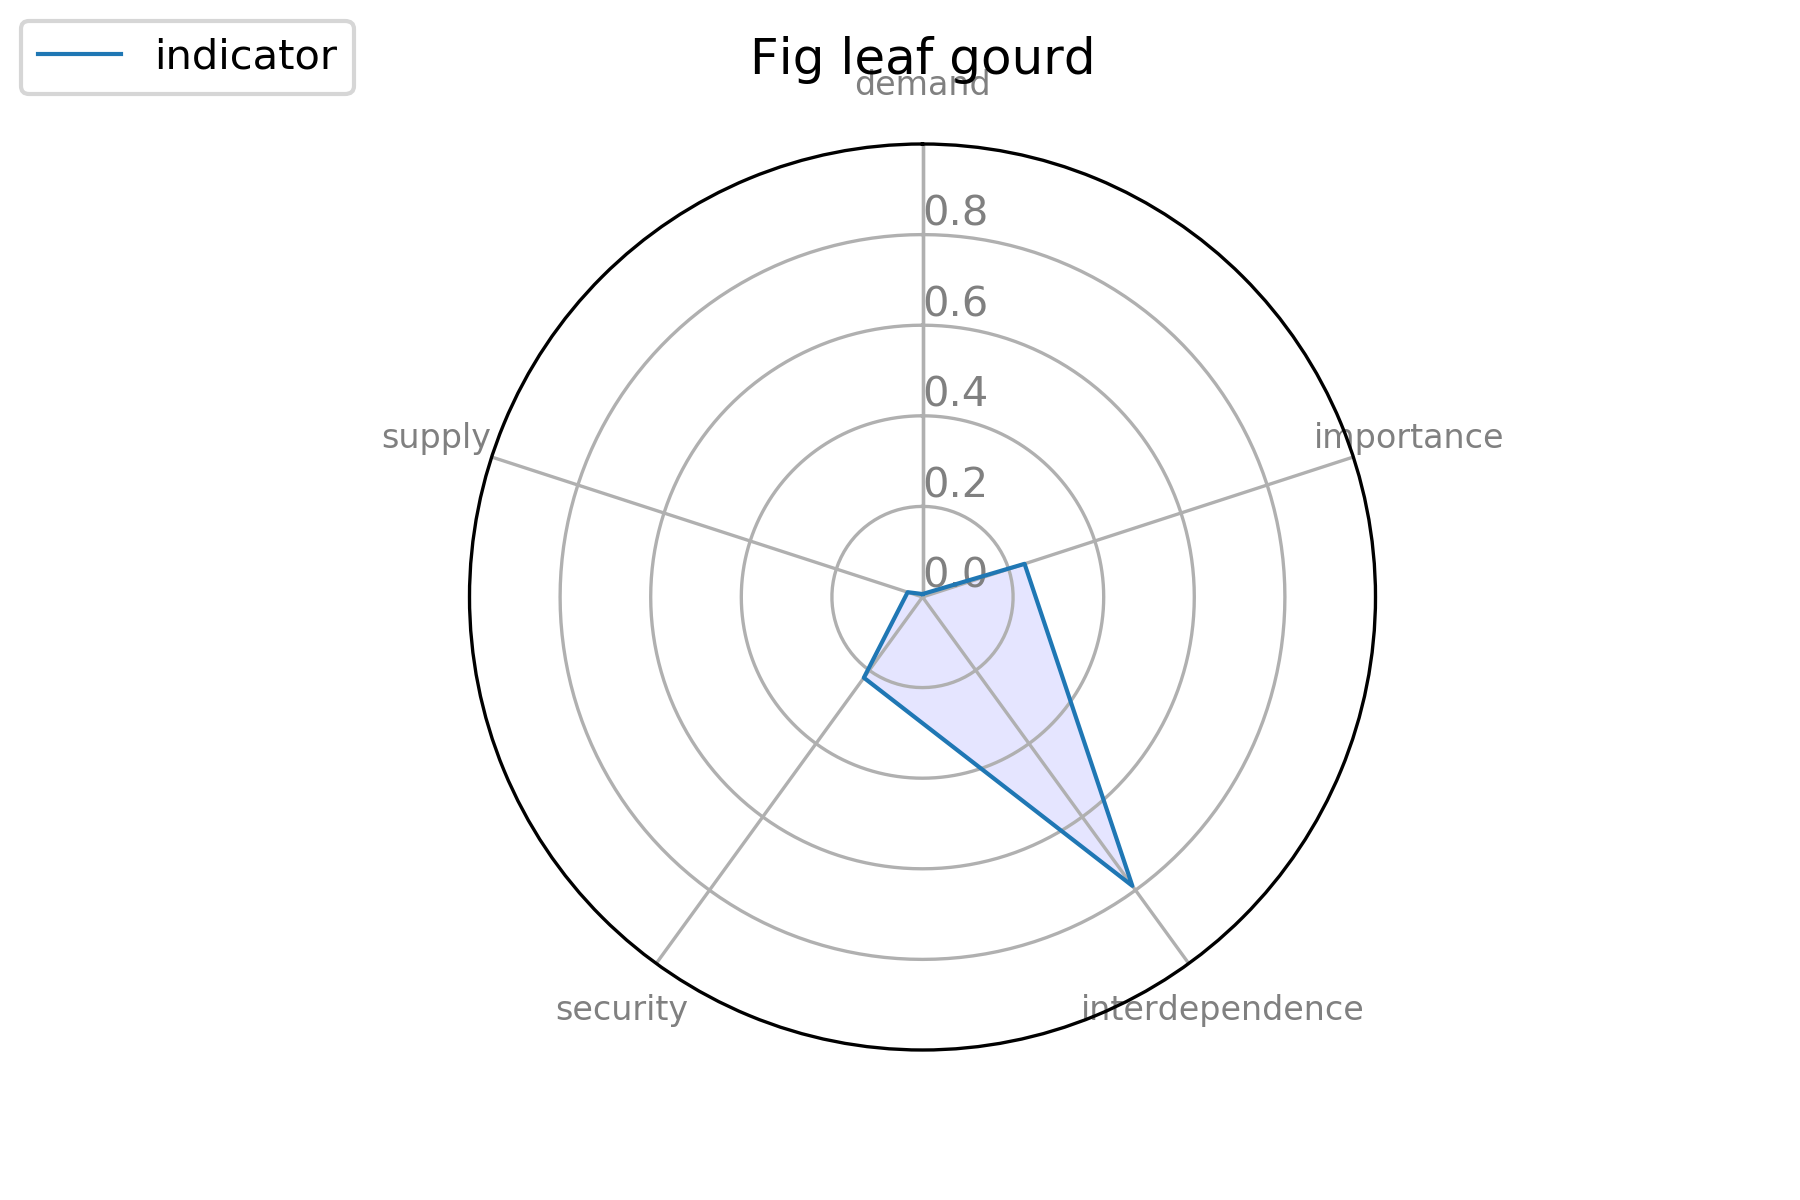 indicator
Fig leaf gourd
demand
0.8
0.6
0.4
0.2
0.0
supply
importance
security
interdependence